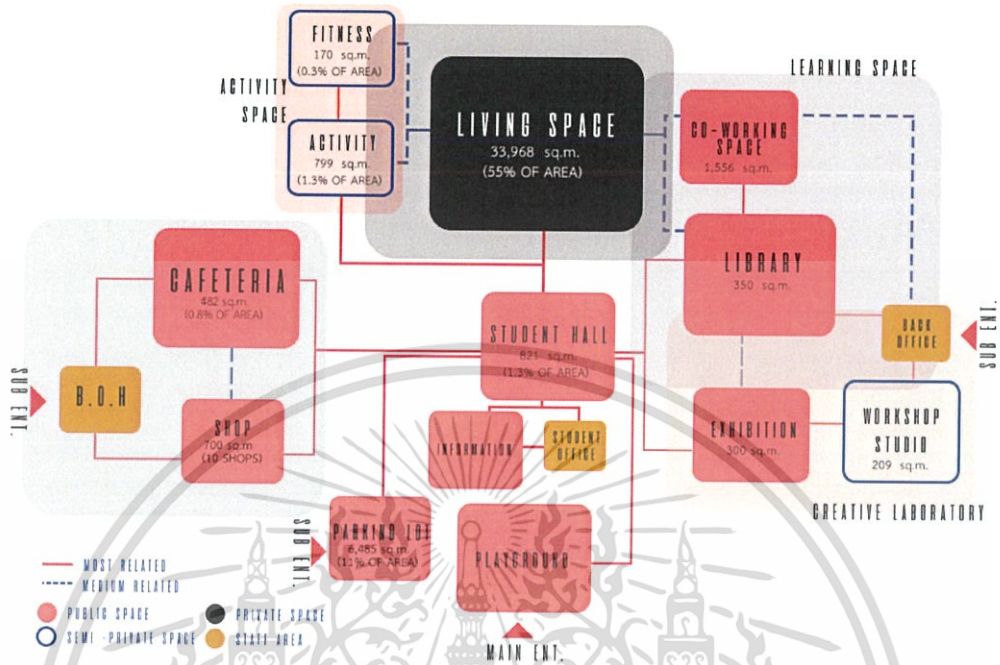 FITNESS
170 sq.m.
(0.3% OF AREA)
ACTIVITY
SPACE
ACTIVITY
799 sq.m.
(1.3% OF AREA)
LIVING SPACE
33,968 sq.m.
(55% OF AREA)
LEARNING SPACE
CO-WORKING
SPACE
1,556 sq.m.
LIBRARY
350 sq.m.
BACK
OFFICE
SUB ENT.
CAFETERIA
482 sq.m.
(0.8% OF AREA)
B.O.H
SUB ENT.
SHOP
700 sq.m
(10 SHOPS)
STUDENT HALL
821 sq.m.
(1.3% OF AREA)
INFORMATION
STUDENT
OFFICE
EXHIBITION
300 sq.m.
WORKSHOP
STUDIO
209 sq.m.
CREATIVE LABORATORY
PARKING LOT
6,485 sq.m.
(11% OF AREA)
SUB ENT.
PLAYGROUND
MAIN ENT.
MOST RELATED
MEDIUM RELATED
PUBLIC SPACE
PRIVATE SPACE
SEMI -PRIVATE SPACE
STAFF AREA